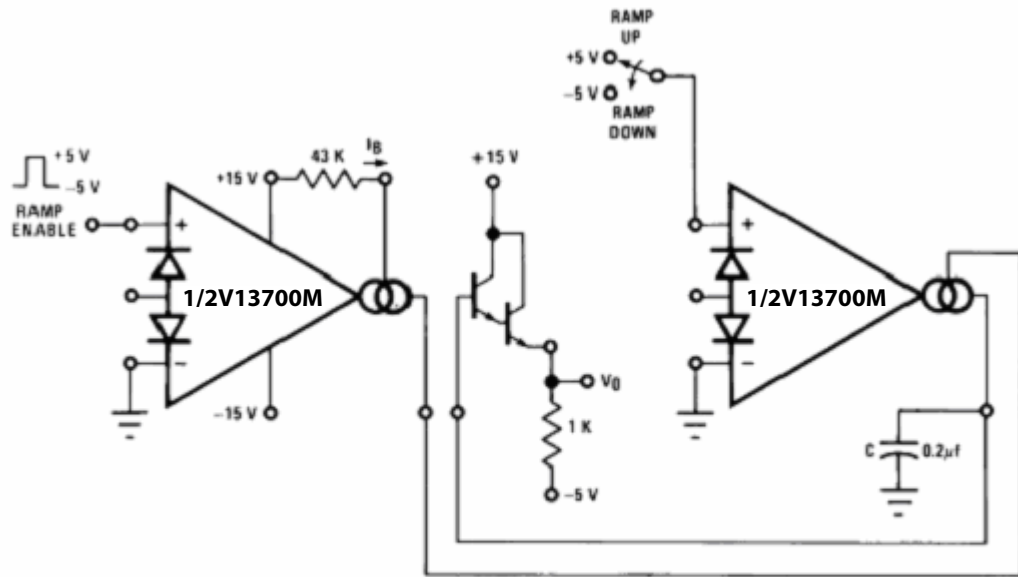 RAMP
UP
+5 V
−5 V
RAMP
DOWN
+5 V
−5 V
RAMP
ENABLE
+15 V
43 K
IB
+15 V
+
+
1/2V13700M
1/2V13700M
−
−
−15 V
V0
1 K
−5 V
C
0.2μf